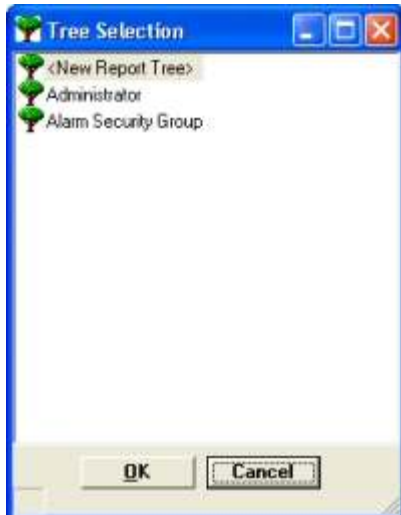 Tree Selection
<New Report Tree>
Administrator
Alarm Security Group
OK
Cancel